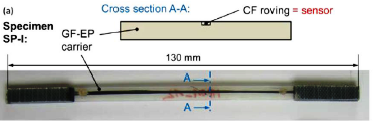 (a)
Cross section A-A:
CF roving = sensor
Specimen
SP-I:
GF-EP
carrier
130 mm
A
A